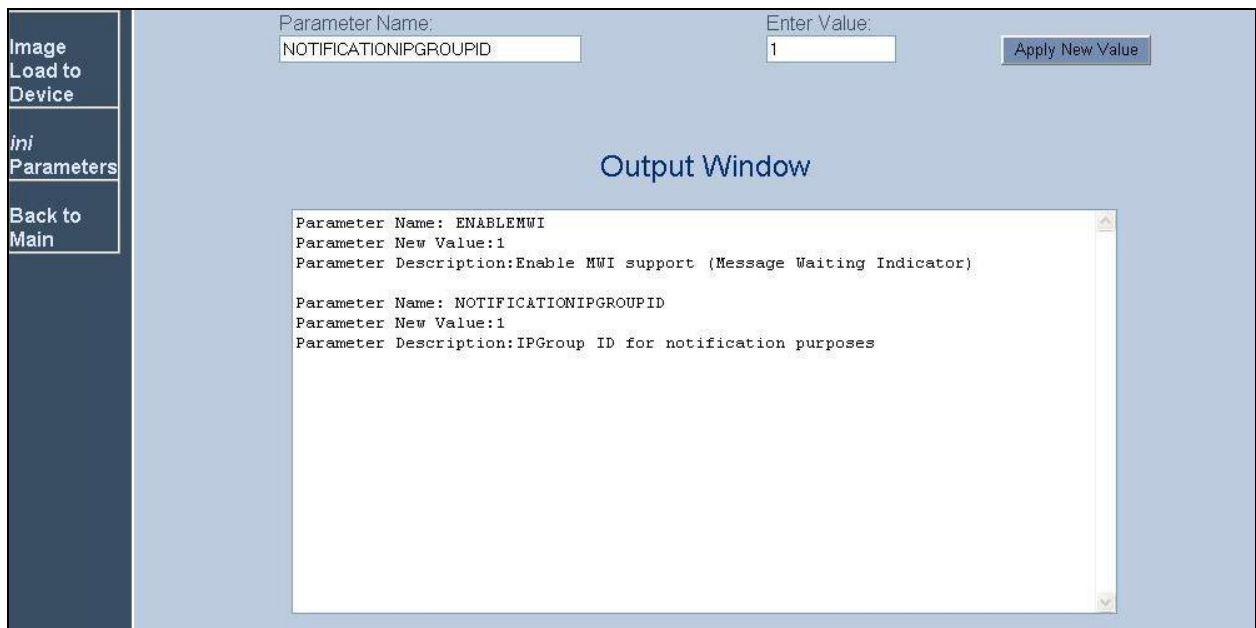 Image
Load to
Device
ini
Parameters
Back to
Main
Parameter Name:
Enter Value:
NOTIFICATIONIPGROUPID
1
Apply New Value
Output Window
Parameter Name: ENABLEMWI
Parameter New Value:1
Parameter Description:Enable MWI support (Message Waiting Indicator)
Parameter Name: NOTIFICATIONIPGROUPID
Parameter New Value:1
Parameter Description:IPGroup ID for notification purposes